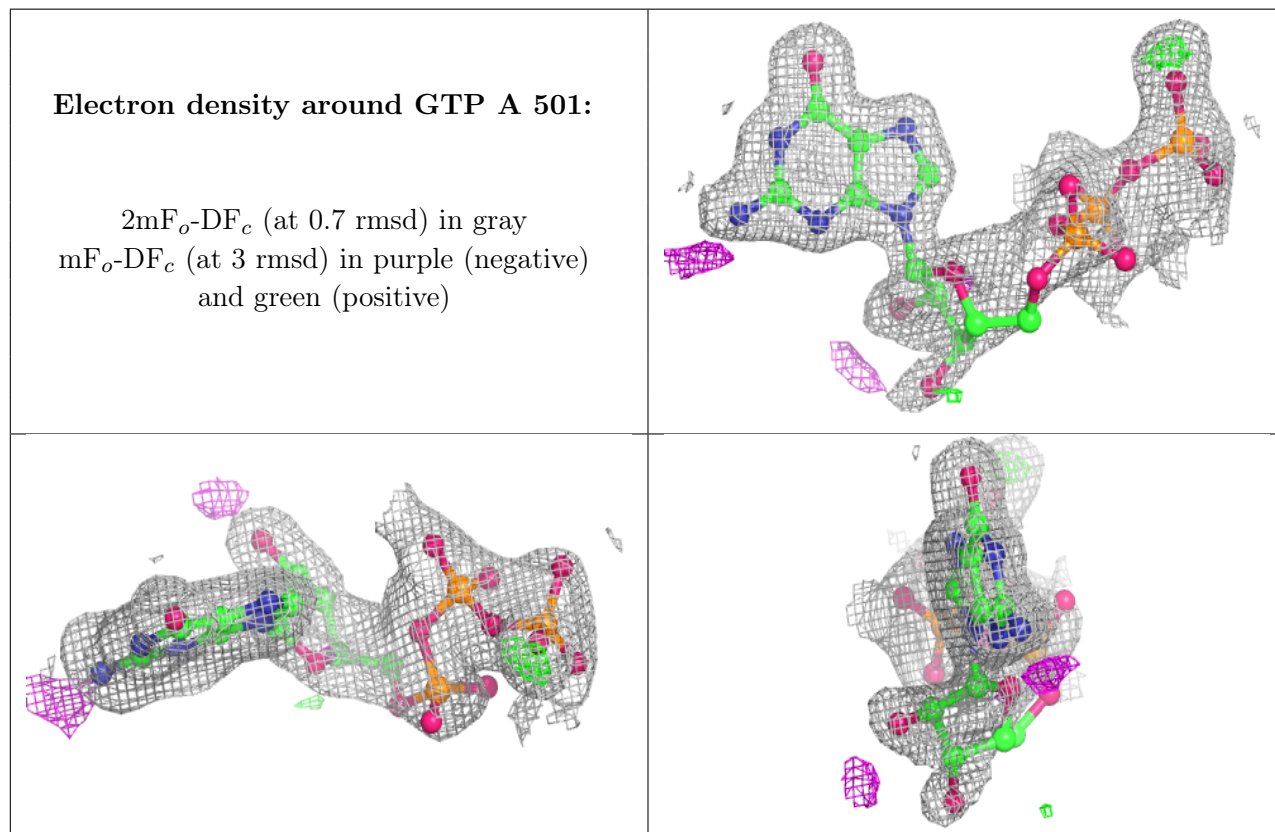 Electron density around GTP A 501:
2mFₒ-DF𝒸 (at 0.7 rmsd) in gray
mFₒ-DF𝒸 (at 3 rmsd) in purple (negative)
and green (positive)